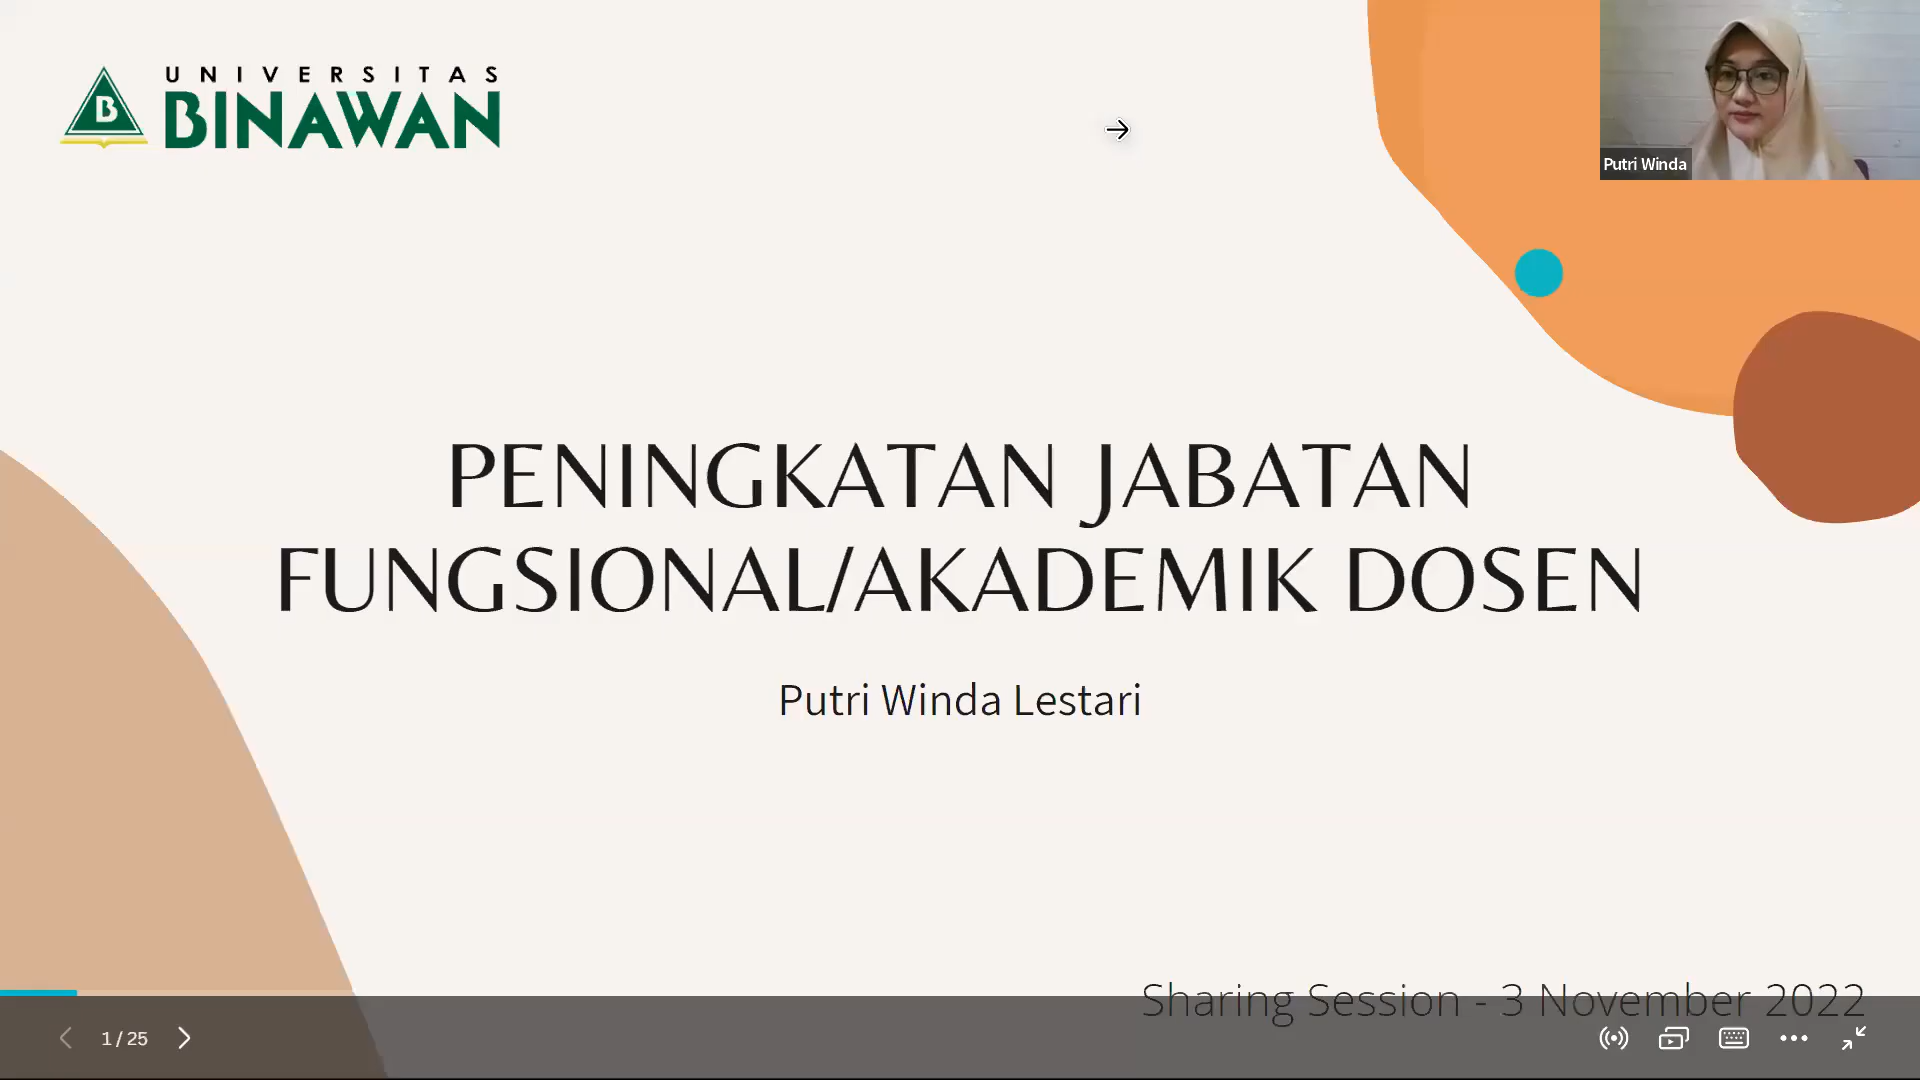 UNIVERSITAS
BINAWAN
B
Putri Winda
PENINGKATAN JABATAN
FUNGSIONAL/AKADEMIK DOSEN
Putri Winda Lestari
Sharing Session - 3 November 2022
1 / 25